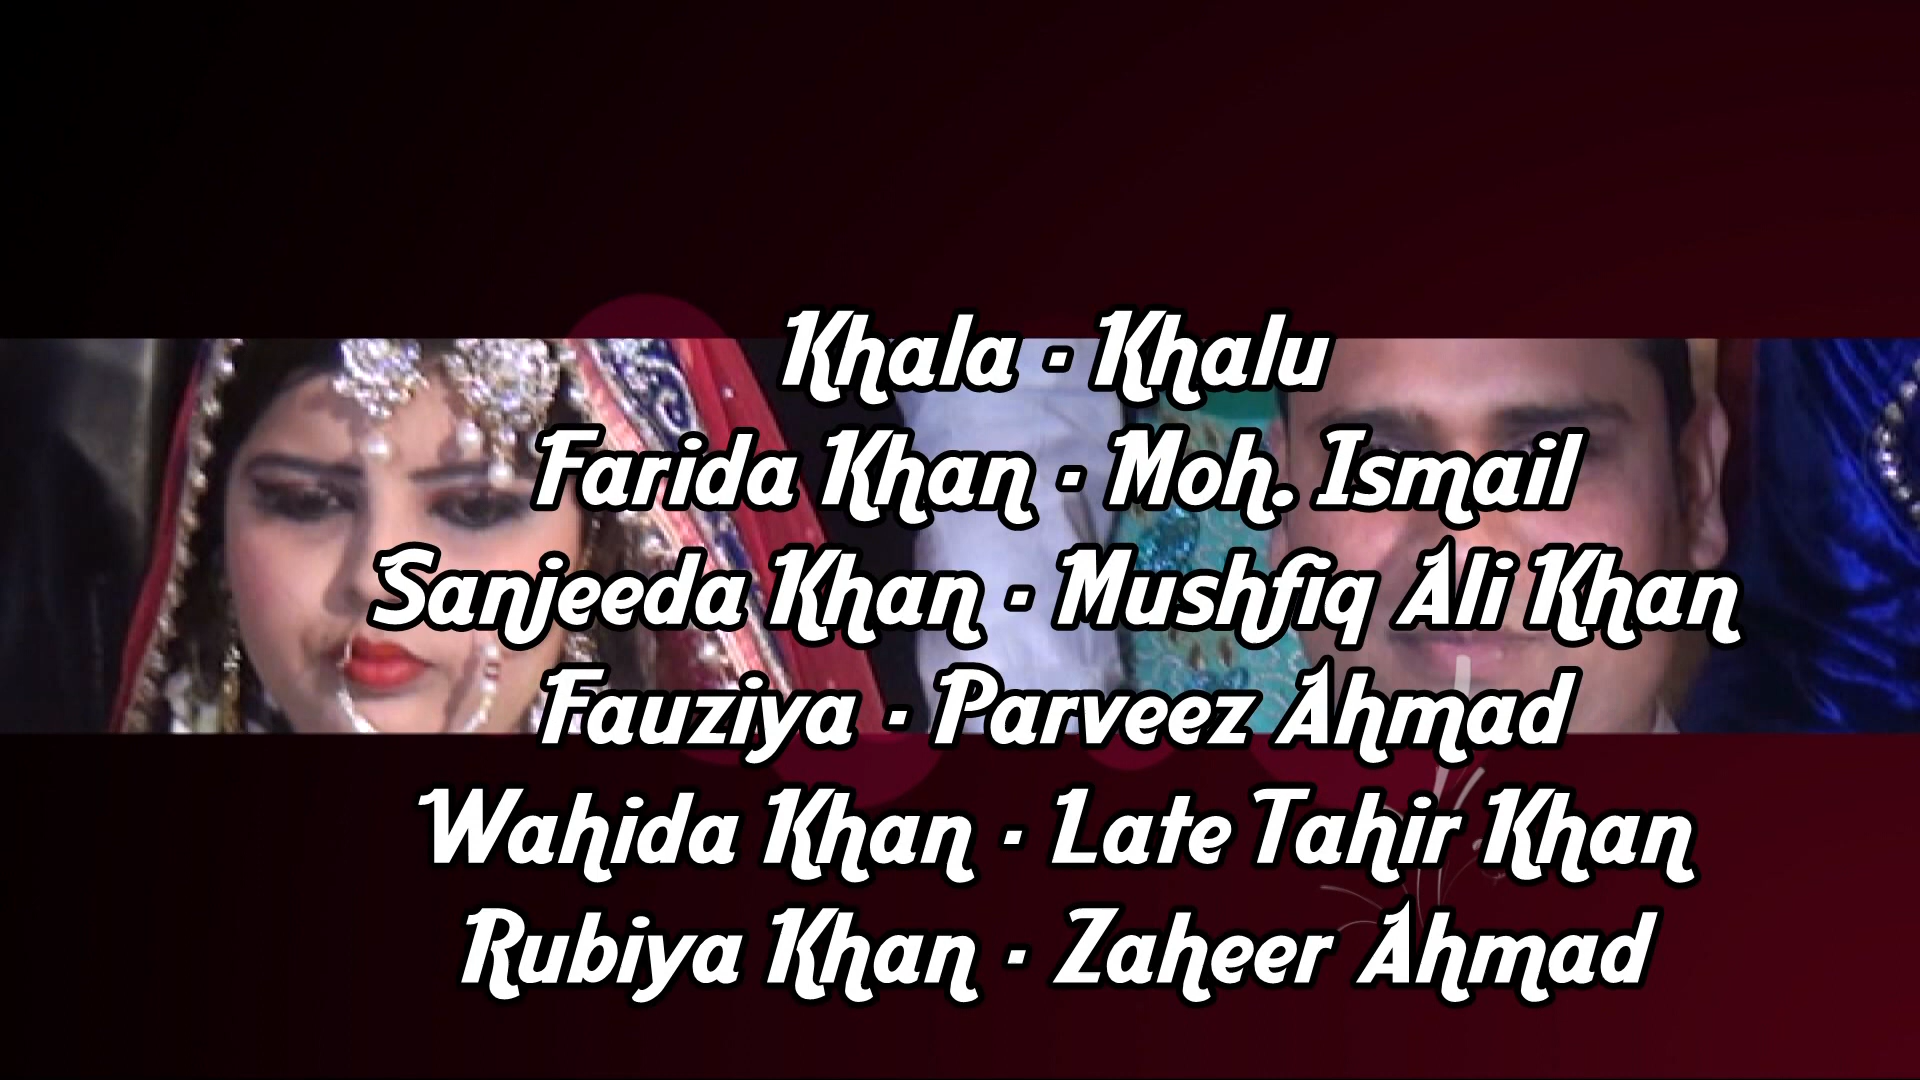 Khala - Khalu
Farida Khan - Moh. Ismail
Sanjeeda Khan - Mushfiq Ali Khan
Fauziya - Parveez Ahmad
Wahida Khan - Late Tahir Khan
Rubiya Khan - Zaheer Ahmad